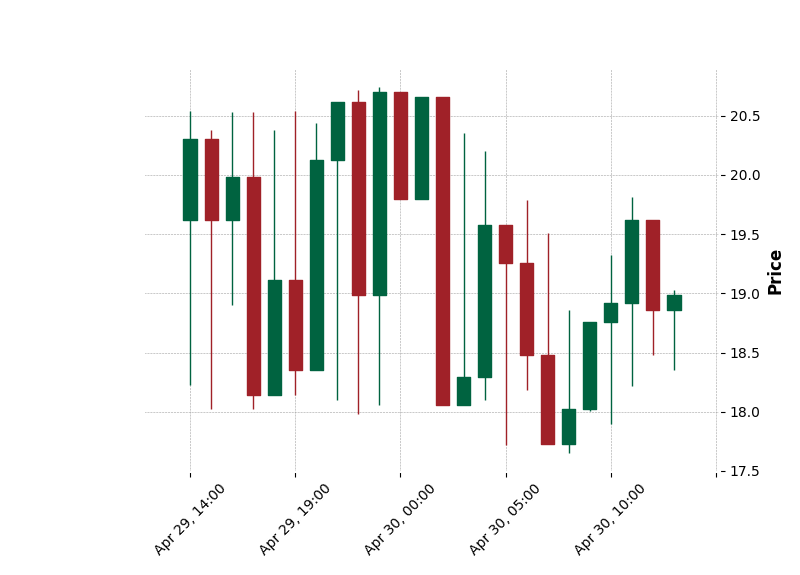 20.5
20.0
19.5
19.0
18.5
18.0
17.5
Price
Apr 29, 14:00
Apr 29, 19:00
Apr 30, 00:00
Apr 30, 05:00
Apr 30, 10:00